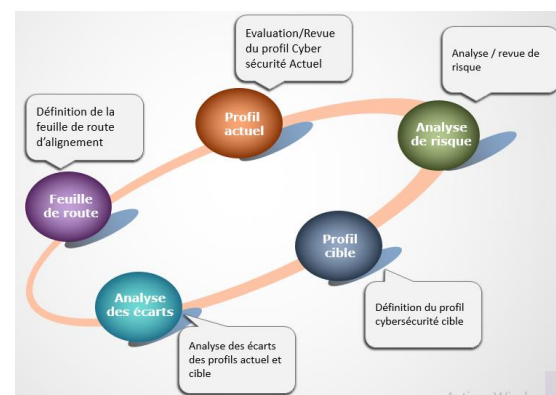 Evaluation/Revue
du profil Cyber
sécurité Actuel
Analyse / revue de
risque
Définition de la
feuille de route
d'alignement
Profil
actuel
Analyse
de risque
Feuille
de route
Profil
cible
Analyse
des écarts
Définition du profil
cybersécurité cible
Analyse des écarts
des profils actuel et
cible